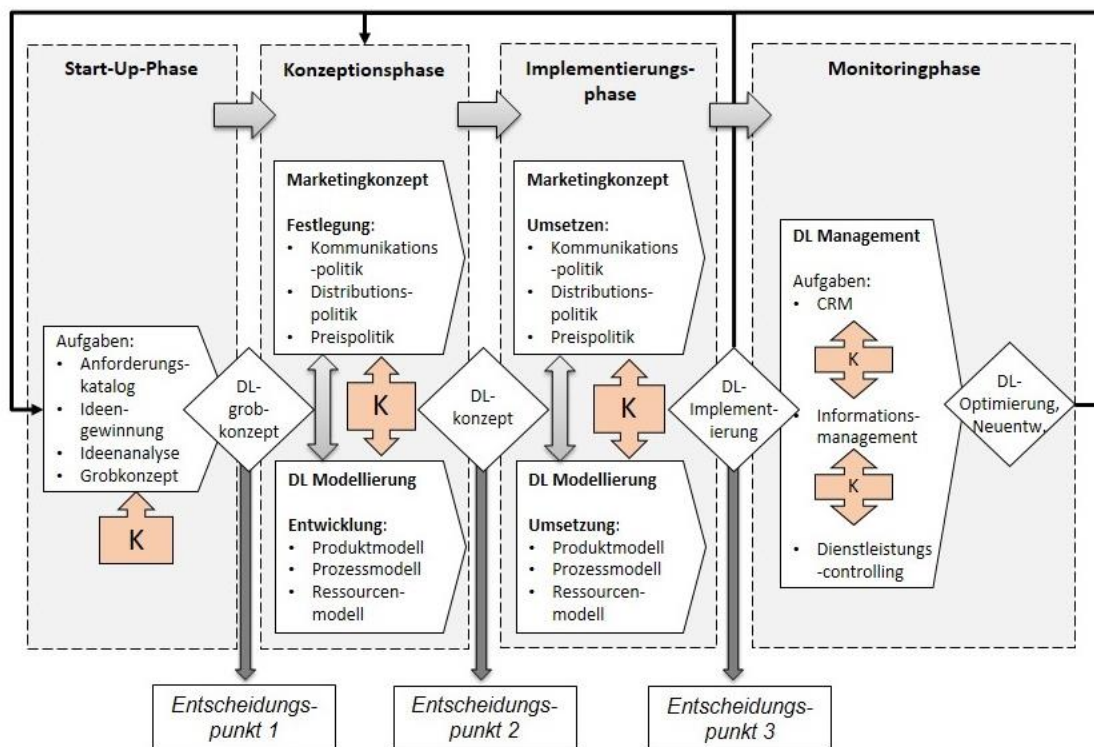 Start-Up-Phase
Aufgaben:
• Anforderungs-
katalog
• Ideen-
gewinnung
• Ideenanalyse
• Grobkonzept
K
DL-
grob-
konzept
Konzeptionsphase
Marketingkonzept
Festlegung:
• Kommunikations
-politik
• Distributions-
politik
• Preispolitik
K
DL Modellierung
Entwicklung:
• Produktmodell
• Prozessmodell
• Ressourcen-
modell
DL-
konzept
Implementierungs-
phase
Marketingkonzept
Umsetzen:
• Kommunikations
-politik
• Distributions-
politik
• Preispolitik
K
DL Modellierung
Umsetzung:
• Produktmodell
• Prozessmodell
• Ressourcen-
modell
DL-
Implement-
ierung
Monitoringphase
DL Management
Aufgaben:
• CRM
K
• Informations-
management
K
• Dienstleistungs
-controlling
DL-
Optimierung,
Neuentw,
Entscheidungs-
punkt 1
Entscheidungs-
punkt 2
Entscheidungs-
punkt 3